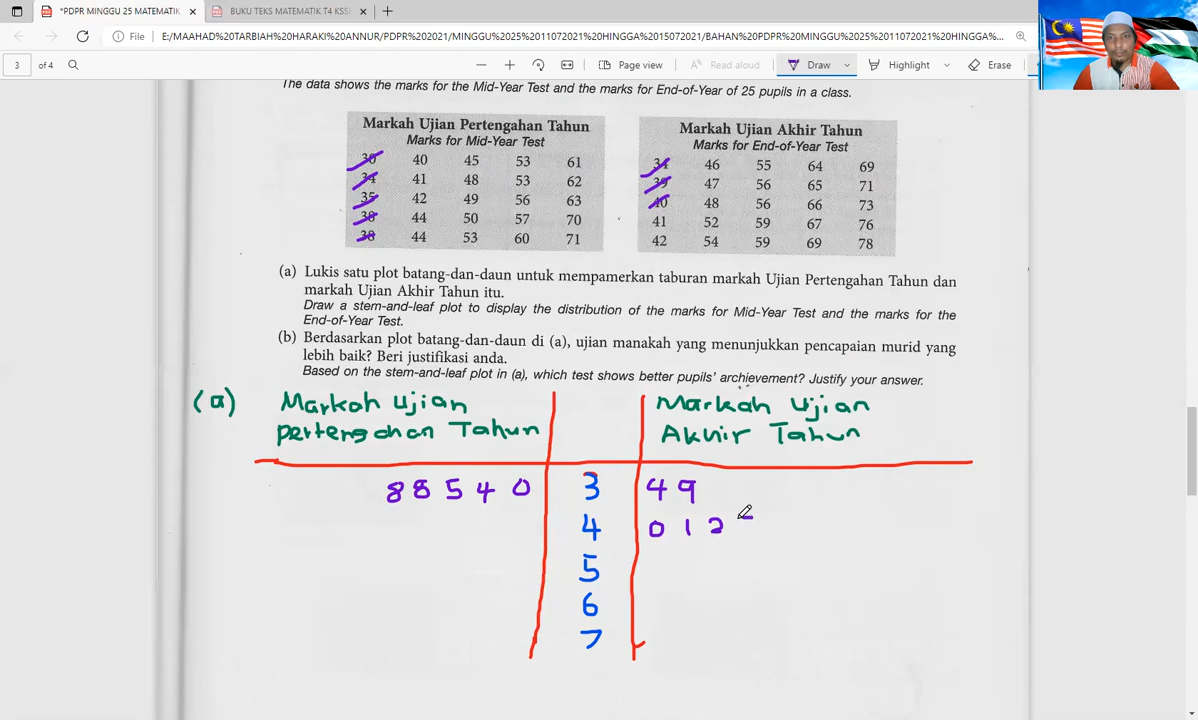 *PDPR MINGGU 25 MATEMATIK
BUKU TEKS MATEMATIK T4 KSS
File
E:/MAAHAD%20TARBIAH%20HARAKI%20ANNUR/PDPR%202021/MINGGU%2025%2011072021%20HINGGA%2015072021/BAHAN%20PDPR%20MINGGU%2025%2011072021%20HINGGA%2015072021/BAHAN%20PDPR%20MINGGU%2025%2011072021%20HINGG...
3 of 4
Page view
Read aloud
Draw
Highlight
Erase
The data shows the marks for the Mid-Year Test and the marks for End-of-Year of 25 pupils in a class.
Markah Ujian Pertengahan Tahun
Marks for Mid-Year Test
30 40 45 53 61
34 41 48 53 62
35 42 49 56 63
38 44 50 57 70
38 44 53 60 71
Markah Ujian Akhir Tahun
Marks for End-of-Year Test
34 46 55 64 69
39 47 56 65 71
40 48 56 66 73
41 52 59 67 76
42 54 59 69 78
(a) Lukis satu plot batang-dan-daun untuk mempamerkan taburan markah Ujian Pertengahan Tahun dan
markah Ujian Akhir Tahun itu.
Draw a stem-and-leaf plot to display the distribution of the marks for Mid-Year Test and the marks for the
End-of-Year Test.
(b) Berdasarkan plot batang-dan-daun di (a), ujian manakah yang menunjukkan pencapaian murid yang
lebih baik? Beri justifikasi anda.
Based on the stem-and-leaf plot in (a), which test shows better pupils' archievement? Justify your answer.
(a) Markah Ujian
Pertengahan Tahun
Markah Ujian
Akhir Tahun
8 8 5 4 0 3 4 9
4 0 1 2
5
6
7